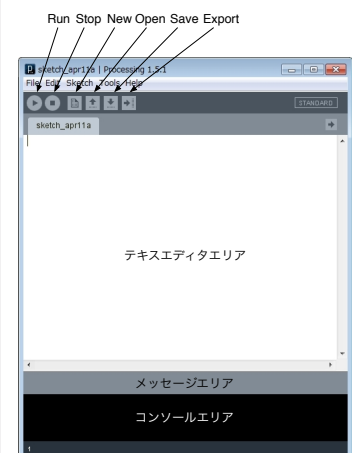 Run Stop New Open Save Export
sketch_apr11a | Processing 1.5.1
File Edit Sketch Tools Help
STANDARD
sketch_apr11a
テキスエディタエリア
メッセージエリア
コンソールエリア
1